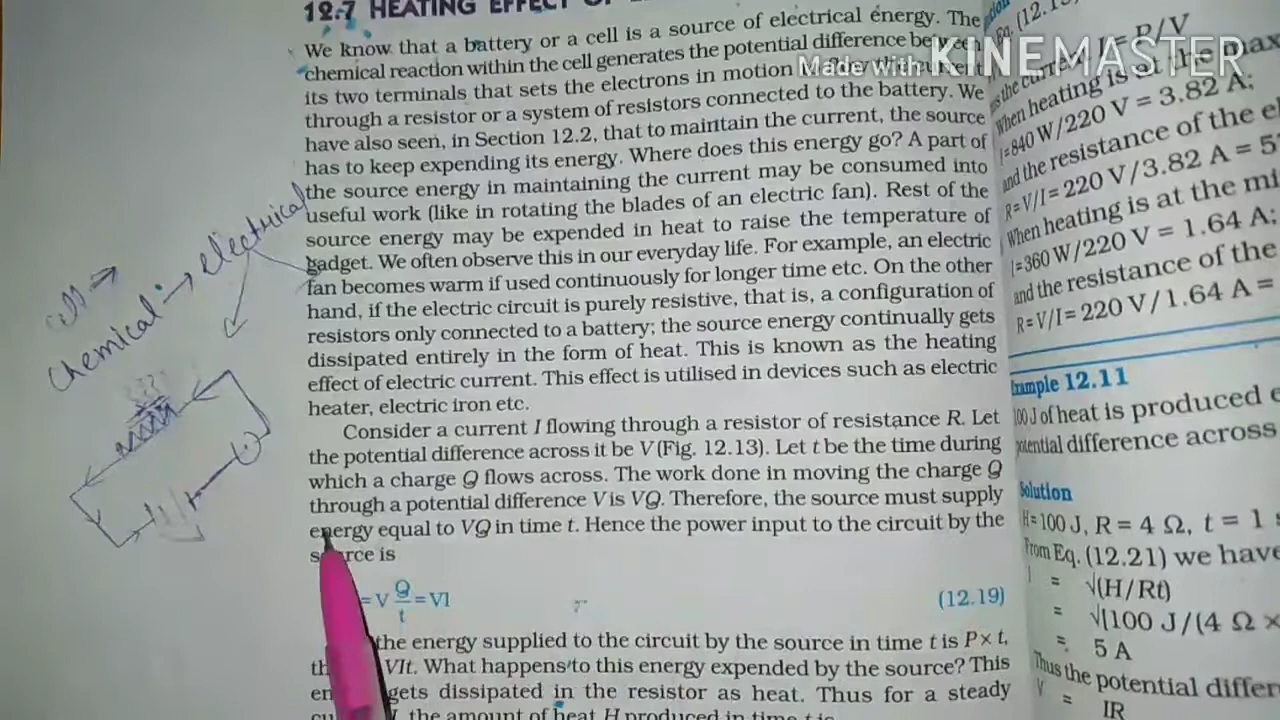 12.7 HEATING EFFECT OF
We know that a battery or a cell is a source of electrical energy. The
chemical reaction within the cell generates the potential difference between
its two terminals that sets the electrons in motion to flow the current
through a resistor or a system of resistors connected to the battery. We
have also seen, in Section 12.2, that to maintain the current, the source
has to keep expending its energy. Where does this energy go? A part of
the source energy in maintaining the current may be consumed into
useful work (like in rotating the blades of an electric fan). Rest of the
source energy may be expended in heat to raise the temperature of
gadget. We often observe this in our everyday life. For example, an electric
fan becomes warm if used continuously for longer time etc. On the other
hand, if the electric circuit is purely resistive, that is, a configuration of
resistors only connected to a battery; the source energy continually gets
dissipated entirely in the form of heat. This is known as the heating
effect of electric current. This effect is utilised in devices such as electric
heater, electric iron etc.
Consider a current I flowing through a resistor of resistance R. Let
the potential difference across it be V (Fig. 12.13). Let t be the time during
which a charge Q flows across. The work done in moving the charge Q
through a potential difference V is VQ. Therefore, the source must supply
energy equal to VQ in time t. Hence the power input to the circuit by the
source is
= V Q/t = VI (12.19)
the energy supplied to the circuit by the source in time t is P × t,
VIt. What happens to this energy expended by the source? This
gets dissipated in the resistor as heat. Thus for a steady
the amount of heat H produced in time t is
Chemical → electrical
Made with KINEMASTER
the current, I = P/V
When heating is at the max
I = 840 W/220 V = 3.82 A;
and the resistance of the
R = V/I = 220 V/3.82 A = 5
When heating is at the mi
I = 360 W/220 V = 1.64 A;
and the resistance of the
R = V/I = 220 V/1.64 A =
Example 12.11
100 J of heat is produced
potential difference across
Solution
H = 100 J, R = 4 Ω, t = 1
From Eq. (12.21) we have
I = √(H/Rt)
= √(100 J/(4 Ω ×
= 5 A
Thus the potential differ
V = IR